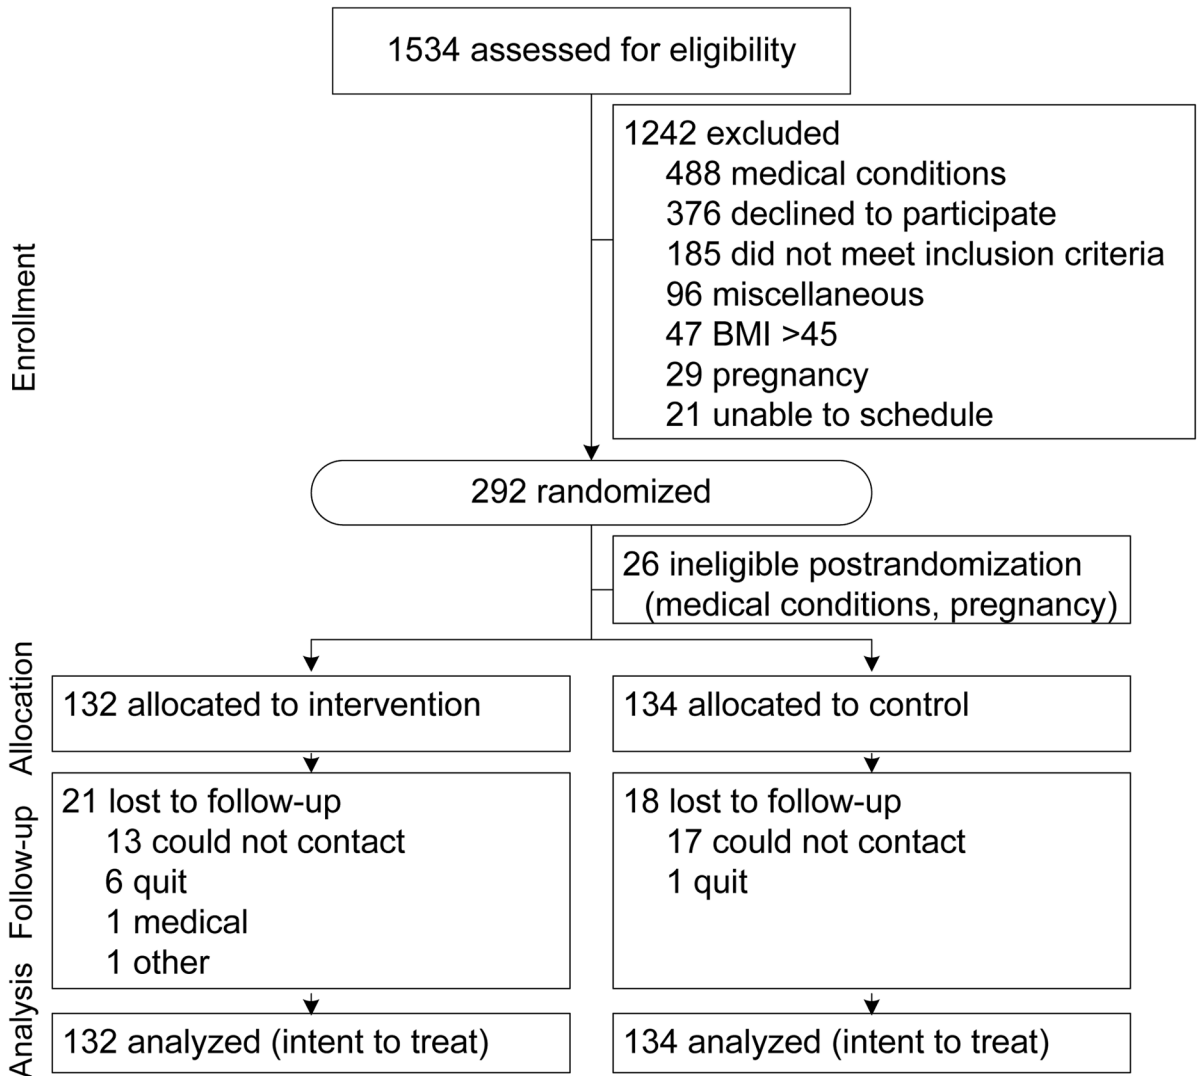 1534 assessed for eligibility
1242 excluded
488 medical conditions
376 declined to participate
185 did not meet inclusion criteria
96 miscellaneous
47 BMI >45
29 pregnancy
21 unable to schedule
Enrollment
292 randomized
26 ineligible postrandomization
(medical conditions, pregnancy)
Allocation
132 allocated to intervention
134 allocated to control
Follow-up
21 lost to follow-up
13 could not contact
6 quit
1 medical
1 other
18 lost to follow-up
17 could not contact
1 quit
Analysis
132 analyzed (intent to treat)
134 analyzed (intent to treat)